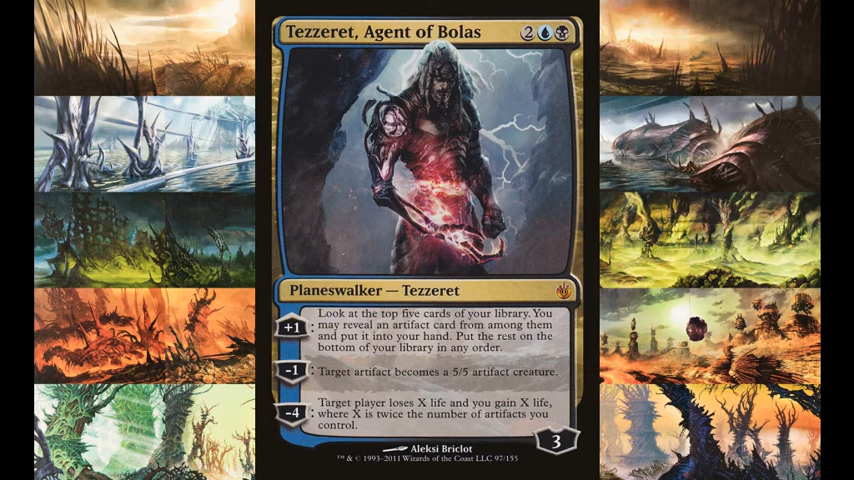 Tezzeret, Agent of Bolas 2
Planeswalker — Tezzeret
+1: Look at the top five cards of your library. You
may reveal an artifact card from among them
and put it into your hand. Put the rest on the
bottom of your library in any order.
-1: Target artifact becomes a 5/5 artifact creature.
-4: Target player loses X life and you gain X life,
where X is twice the number of artifacts you
control.
Aleksi Briclot
3
™ & © 1993–2011 Wizards of the Coast LLC 97/155